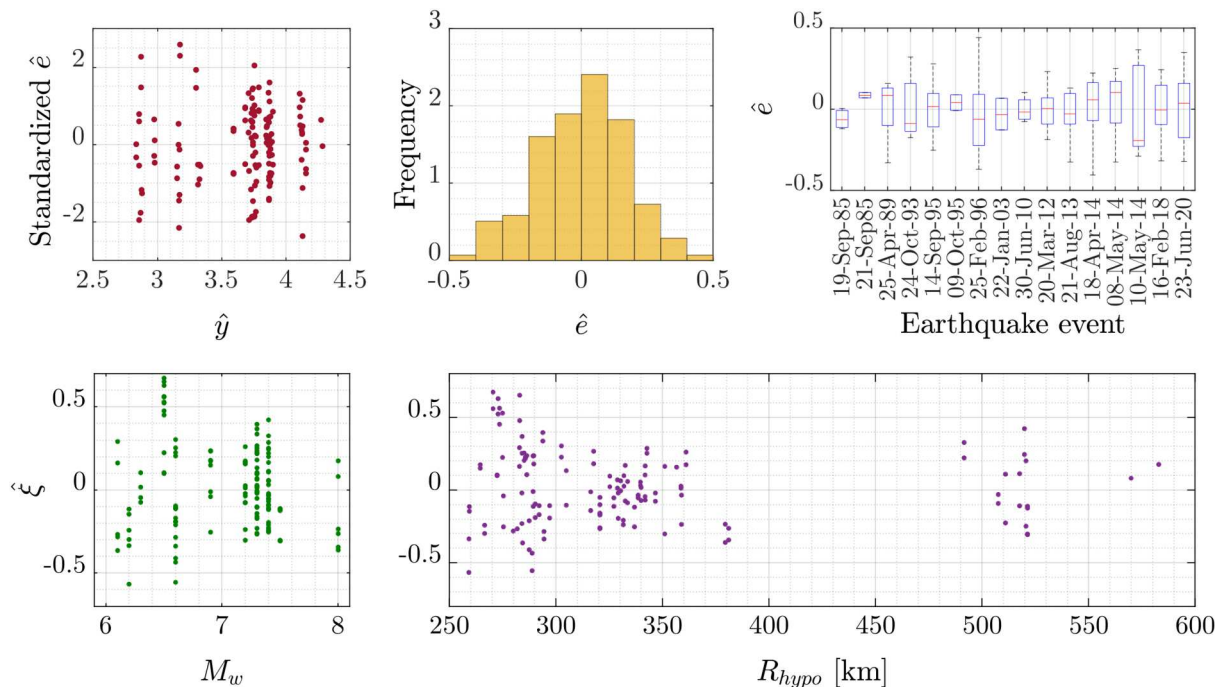 Standardized ê
2
0
-2
2.5 3 3.5 4 4.5
ŷ
Frequency
3
2
1
0
-0.5 0 0.5
ê
ê
0.5
0
-0.5
19-Sep-85
21-Sep85
25-Apr-89
24-Oct-93
14-Sep-95
09-Oct-95
25-Feb-96
22-Jan-03
30-Jun-10
20-Mar-12
21-Aug-13
18-Apr-14
08-May-14
10-May-14
16-Feb-18
23-Jun-20
Earthquake event
ξ̂
0.5
0
-0.5
6 7 8
M_w
0.5
0
-0.5
250 300 350 400 450 500 550 600
R_hypo [km]